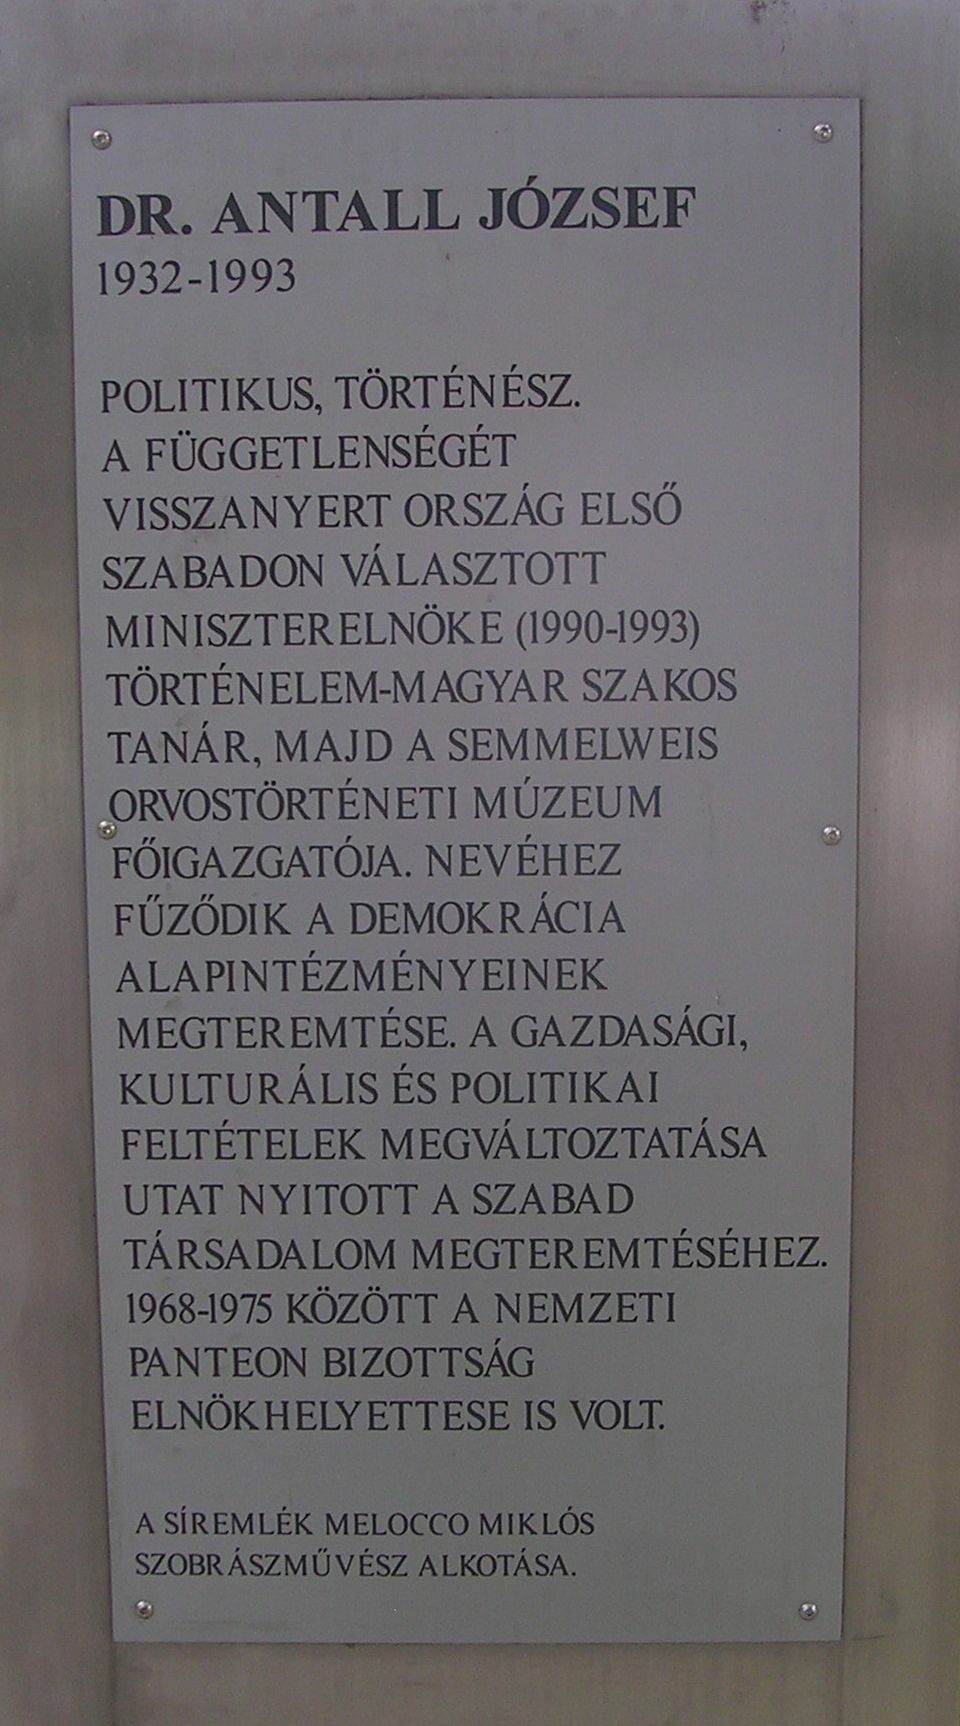 DR. ANTALL JÓZSEF
1932-1993
POLITIKUS, TÖRTÉNÉSZ.
A FÜGGETLENSÉGÉT
VISSZANYERT ORSZÁG ELSŐ
SZABADON VÁLASZTOTT
MINISZTERELNÖKE (1990-1993)
TÖRTÉNELEM-MAGYAR SZAKOS
TANÁR, MAJD A SEMMELWEIS
ORVOSTÖRTÉNETI MÚZEUM
FŐIGAZGATÓJA. NEVÉHEZ
FŰZŐDIK A DEMOKRÁCIA
ALAPINTÉZMÉNYEINEK
MEGTEREMTÉSE. A GAZDASÁGI,
KULTURÁLIS ÉS POLITIKAI
FELTÉTELEK MEGVÁLTOZTATÁSA
UTAT NYITOTT A SZABAD
TÁRSADALOM MEGTEREMTÉSÉHEZ.
1968-1975 KÖZÖTT A NEMZETI
PANTEON BIZOTTSÁG
ELNÖKHELYETTESE IS VOLT.
A SÍREMLÉK MELOCCO MIKLÓS
SZOBRÁSZMŰVÉSZ ALKOTÁSA.